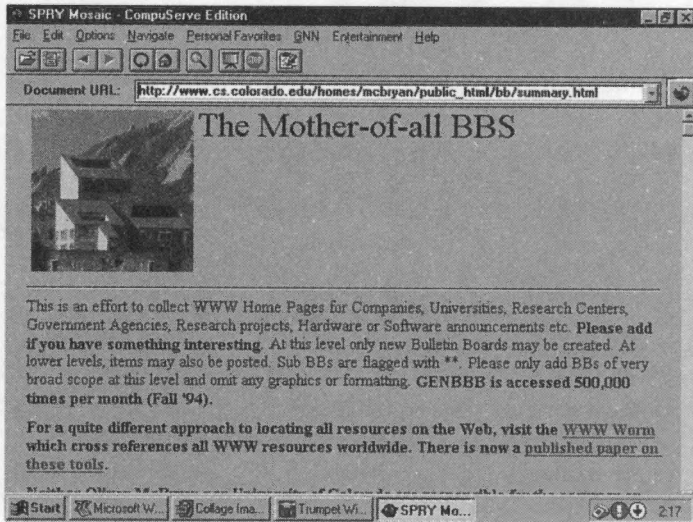 SPRY Mosaic - CompuServe Edition
File Edit Options Navigate Personal Favorites GNN Entertainment Help
Document URL: http://www.cs.colorado.edu/homes/mcbryan/public_html/bb/summary.html
The Mother-of-all BBS
This is an effort to collect WWW Home Pages for Companies, Universities, Research Centers,
Government Agencies, Research projects, Hardware or Software announcements etc. Please add
if you have something interesting. At this level only new Bulletin Boards may be created. At
lower levels, items may also be posted. Sub BBs are flagged with **. Please only add BBs of very
broad scope at this level and omit any graphics or formatting. GENBBB is accessed 500,000
times per month (Fall '94).
For a quite different approach to locating all resources on the Web, visit the WWW Worm
which cross references all WWW resources worldwide. There is now a published paper on
these tools.
Start Microsoft W... Collage Ima... Trumpet Wi... SPRY Mo... 2:17